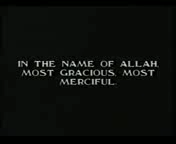 IN THE NAME OF ALLAH,
MOST GRACIOUS, MOST
MERCIFUL.